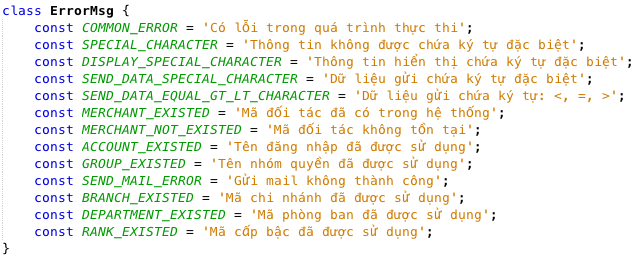 class ErrorMsg {
const COMMON_ERROR = 'Có lỗi trong quá trình thực thi';
const SPECIAL_CHARACTER = 'Thông tin không được chứa ký tự đặc biệt';
const DISPLAY_SPECIAL_CHARACTER = 'Thông tin hiển thị chứa ký tự đặc biệt';
const SEND_DATA_SPECIAL_CHARACTER = 'Dữ liệu gửi chứa ký tự đặc biệt';
const SEND_DATA_EQUAL_GT_LT_CHARACTER = 'Dữ liệu gửi chứa ký tự: <, =, >';
const MERCHANT_EXISTED = 'Mã đối tác đã có trong hệ thống';
const MERCHANT_NOT_EXISTED = 'Mã đối tác không tồn tại';
const ACCOUNT_EXISTED = 'Tên đăng nhập đã được sử dụng';
const GROUP_EXISTED = 'Tên nhóm quyền đã được sử dụng';
const SEND_MAIL_ERROR = 'Gửi mail không thành công';
const BRANCH_EXISTED = 'Mã chi nhánh đã được sử dụng';
const DEPARTMENT_EXISTED = 'Mã phòng ban đã được sử dụng';
const RANK_EXISTED = 'Mã cấp bậc đã được sử dụng';
}